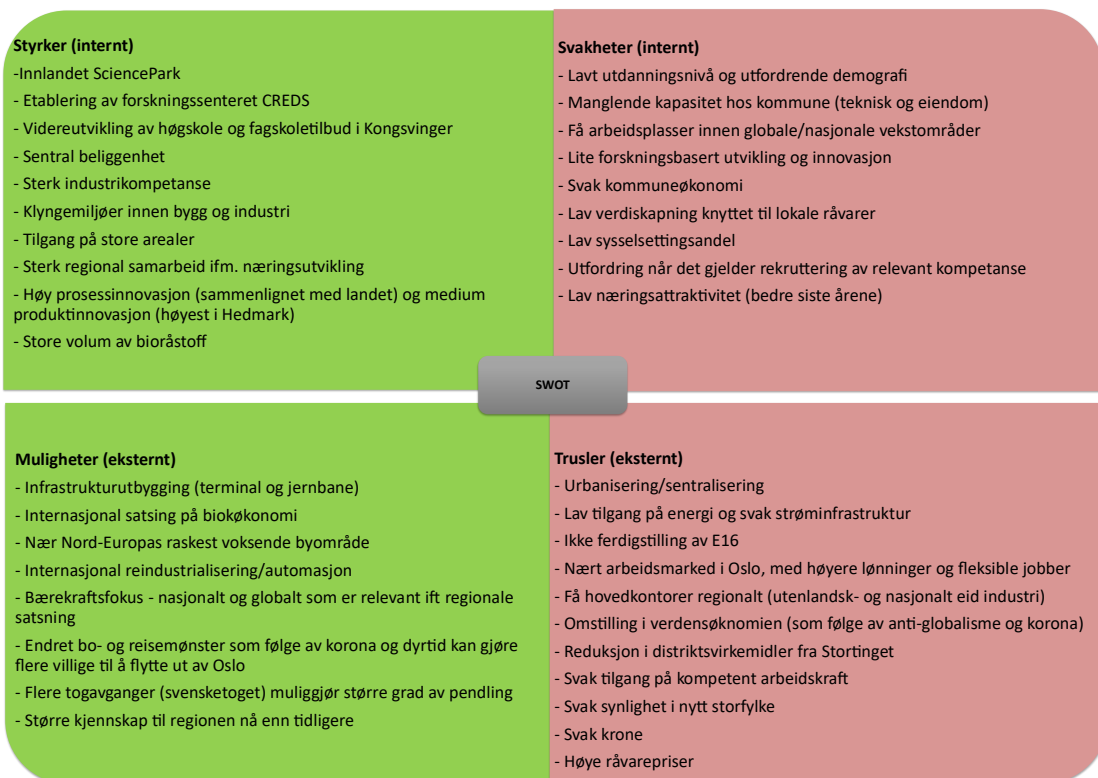 Styrker (internt)
-Innlandet SciencePark
- Etablering av forskningssenteret CREDS
- Videreutvikling av høgskole og fagskoletilbud i Kongsvinger
- Sentral beliggenhet
- Sterk industrikompetanse
- Klyngemiljøer innen bygg og industri
- Tilgang på store arealer
- Sterk regional samarbeid ifm. næringsutvikling
- Høy prosessinnovasjon (sammenlignet med landet) og medium
produktinnovasjon (høyest i Hedmark)
- Store volum av bioråstoff
Svakheter (internt)
- Lavt utdanningsnivå og utfordrende demografi
- Manglende kapasitet hos kommune (teknisk og eiendom)
- Få arbeidsplasser innen globale/nasjonale vekstområder
- Lite forskningsbasert utvikling og innovasjon
- Svak kommuneøkonomi
- Lav verdiskapning knyttet til lokale råvarer
- Lav sysselsettingsandel
- Utfordring når det gjelder rekruttering av relevant kompetanse
- Lav næringsattraktivitet (bedre siste årene)
SWOT
Muligheter (eksternt)
- Infrastrukturutbygging (terminal og jernbane)
- Internasjonal satsing på biokøkonomi
- Nær Nord-Europas raskest voksende byområde
- Internasjonal reindustrialisering/automasjon
- Bærekraftsfokus - nasjonalt og globalt som er relevant ift regionale
satsning
- Endret bo- og reisemønster som følge av korona og dyrtid kan gjøre
flere villige til å flytte ut av Oslo
- Flere togavganger (svensketoget) muliggjør større grad av pendling
- Større kjennskap til regionen nå enn tidligere
Trusler (eksternt)
- Urbanisering/sentralisering
- Lav tilgang på energi og svak strøminfrastruktur
- Ikke ferdigstilling av E16
- Nært arbeidsmarked i Oslo, med høyere lønninger og fleksible jobber
- Få hovedkontorer regionalt (utenlandsk- og nasjonalt eid industri)
- Omstilling i verdensøknomien (som følge av anti-globalisme og korona)
- Reduksjon i distriktsvirkemidler fra Stortinget
- Svak tilgang på kompetent arbeidskraft
- Svak synlighet i nytt storfylke
- Svak krone
- Høye råvarepriser